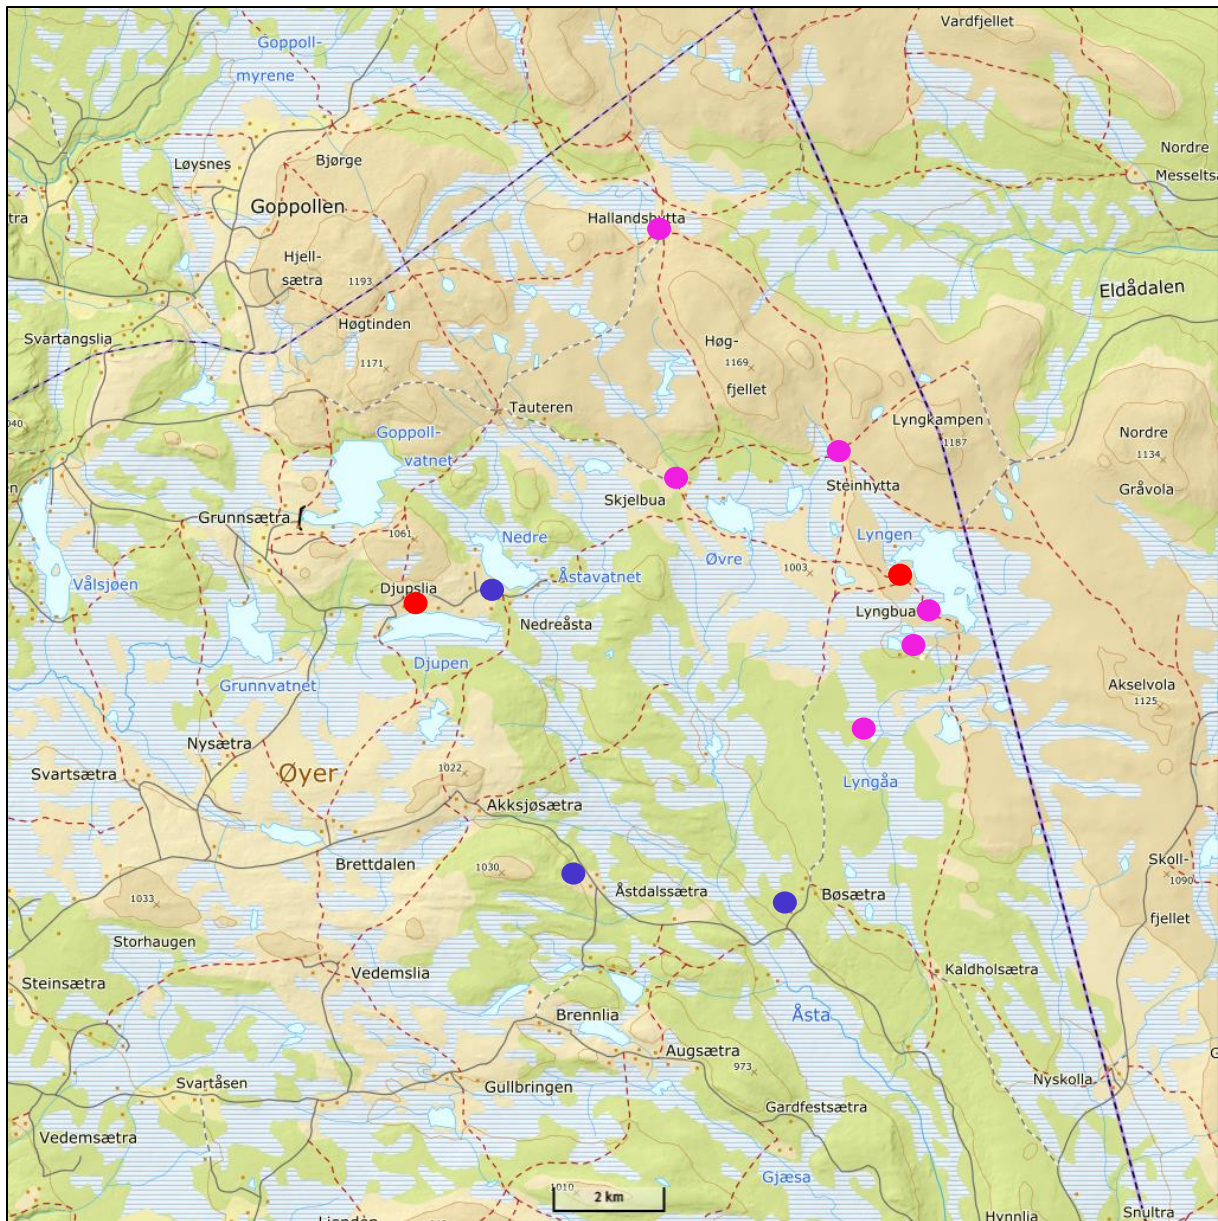 Vardfjellet
Goppoll-
myrene
Nordre
Messeltsæ
Løysnes
Bjørge
Goppollen
tra
Hallandshytta
Hjell-
sætra
1193
Eldådalen
Høgtinden
Svartangslia
1171
Høg-
1169
fjellet
Tauteren
040
Lyngkampen
1187
Goppoll-
vatnet
Nordre
1134
Gråvola
en
Steinhytta
Skjelbua
Grunnsætra
1061
Nedre
Øvre
Lyngen
Vålsjøen
Åstavatnet
1003
Djupslia
Lyngbua
Nedreåsta
Djupen
Grunnvatnet
Akselvola
1125
Nysætra
Svartsætra
Øyer
1022
Lyngåa
Akksjøsætra
Brettdalen
1030
Skoll-
1090
fjellet
1033
Åstdalssætra
Bøsætra
Storhaugen
Vedemslia
Kaldholsætra
Steinsætra
Brennlia
Åsta
Augsætra
973
Svartåsen
Gullbringen
Nyskolla
Gardfestsætra
Vedemsætra
Gjæsa
1010
2 km
Hynnlia
Snultra